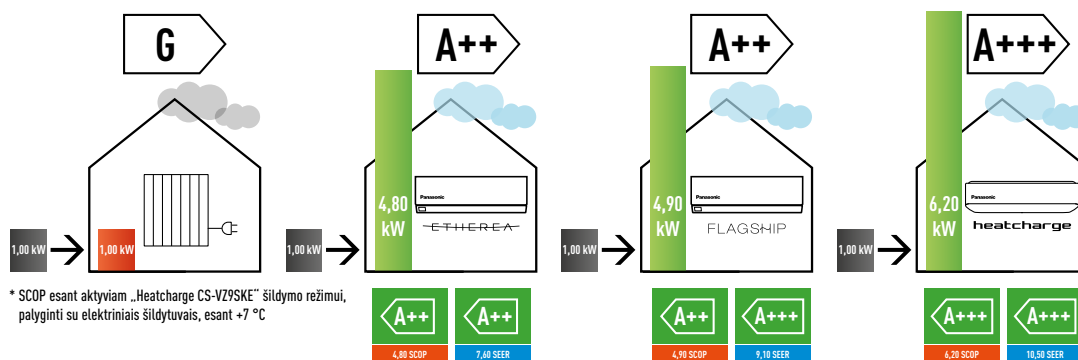 G
A++
A++
A+++
Panasonic
Panasonic
Panasonic
4,80
kW
4,90
kW
6,20
kW
ETHEREA
FLAGSHIP
heatcharge
1,00 kW
1,00 kW
1,00 kW
1,00 kW
1,00 kW
* SCOP esant aktyviam „Heatcharge CS-VZ9SKE“ šildymo režimui,
palyginti su elektriniais šildytuvais, esant +7 °C
A++
A++
A++
A+++
A+++
A+++
4,80 SCOP
7,60 SEER
4,90 SCOP
9,10 SEER
6,20 SCOP
10,50 SEER